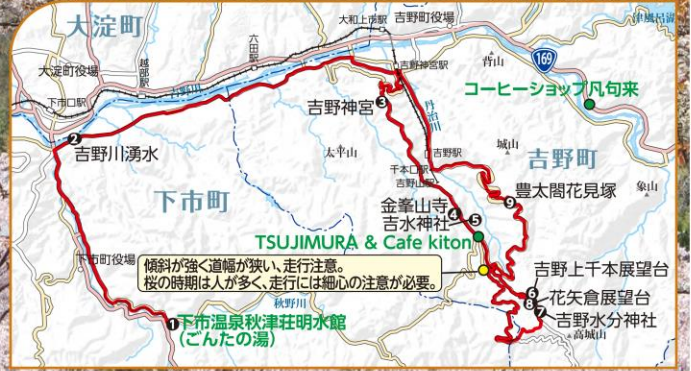 大淀町
大和上市駅
吉野町役場
津風呂湖
六田駅
越部駅
大淀町役場
下市口駅
吉野川
吉野神宮駅
背山
169
コーヒーショップ凡句来
丹治川
3
吉野神宮
2
吉野川湧水
太平山
吉野駅
城山
吉野町
千本口駅
吉野山駅
象山
下市町
9
豊太閤花見塚
金峯山寺
4
吉水神社
5
TSUJIMURA & Cafe kiton
下市町役場
傾斜が強く道幅が狭い、走行注意。
桜の時期は人が多く、走行には細心の注意が必要。
吉野上千本展望台
6
花矢倉展望台
8
7
吉野水分神社
秋野川
高城山
1
下市温泉秋津荘明水館
(ごんたの湯)